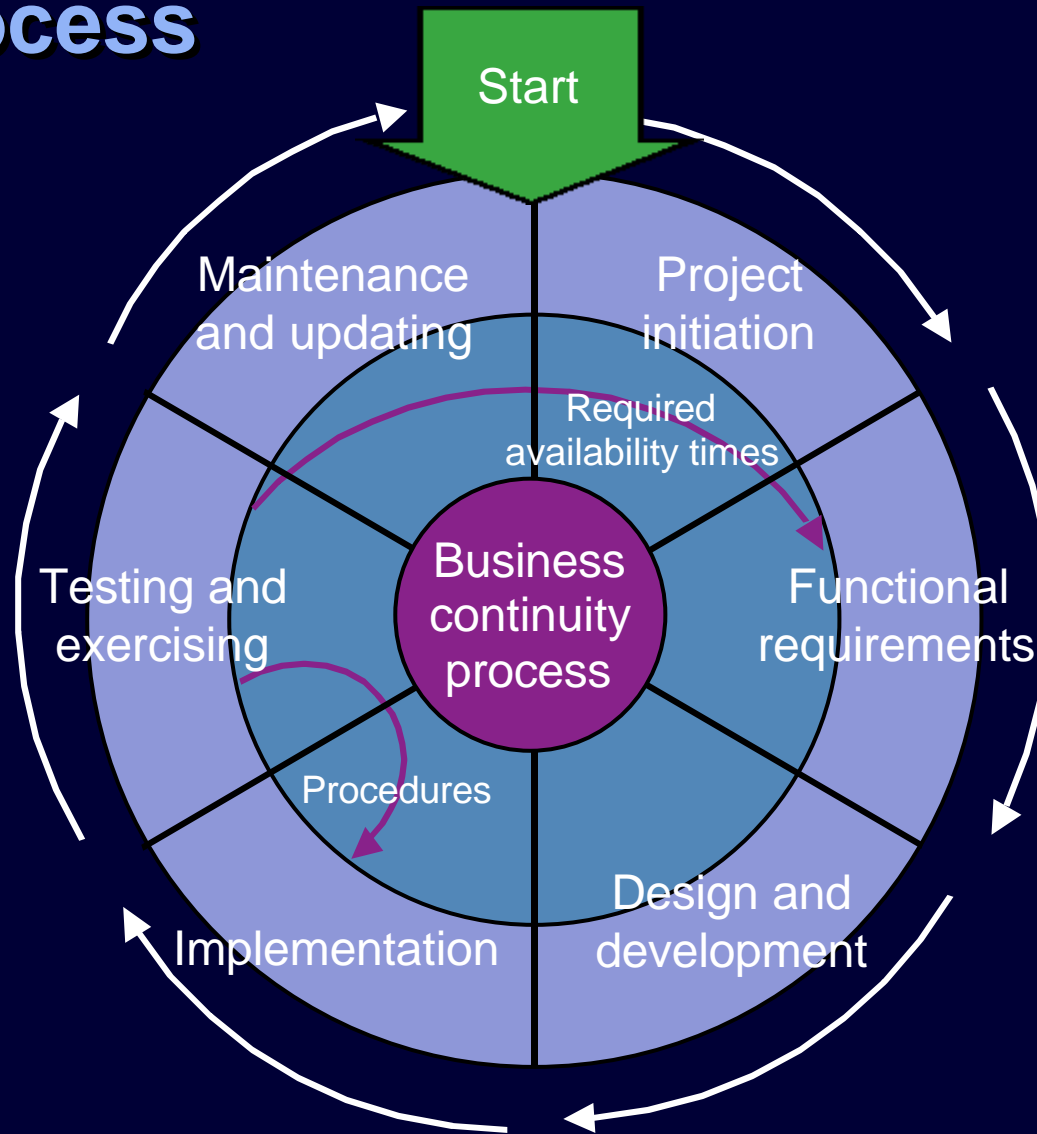 ocess
Start
Maintenance
and updating
Project
initiation
Required
availability times
Business
continuity
process
Testing and
exercising
Functional
requirements
Procedures
Implementation
Design and
development